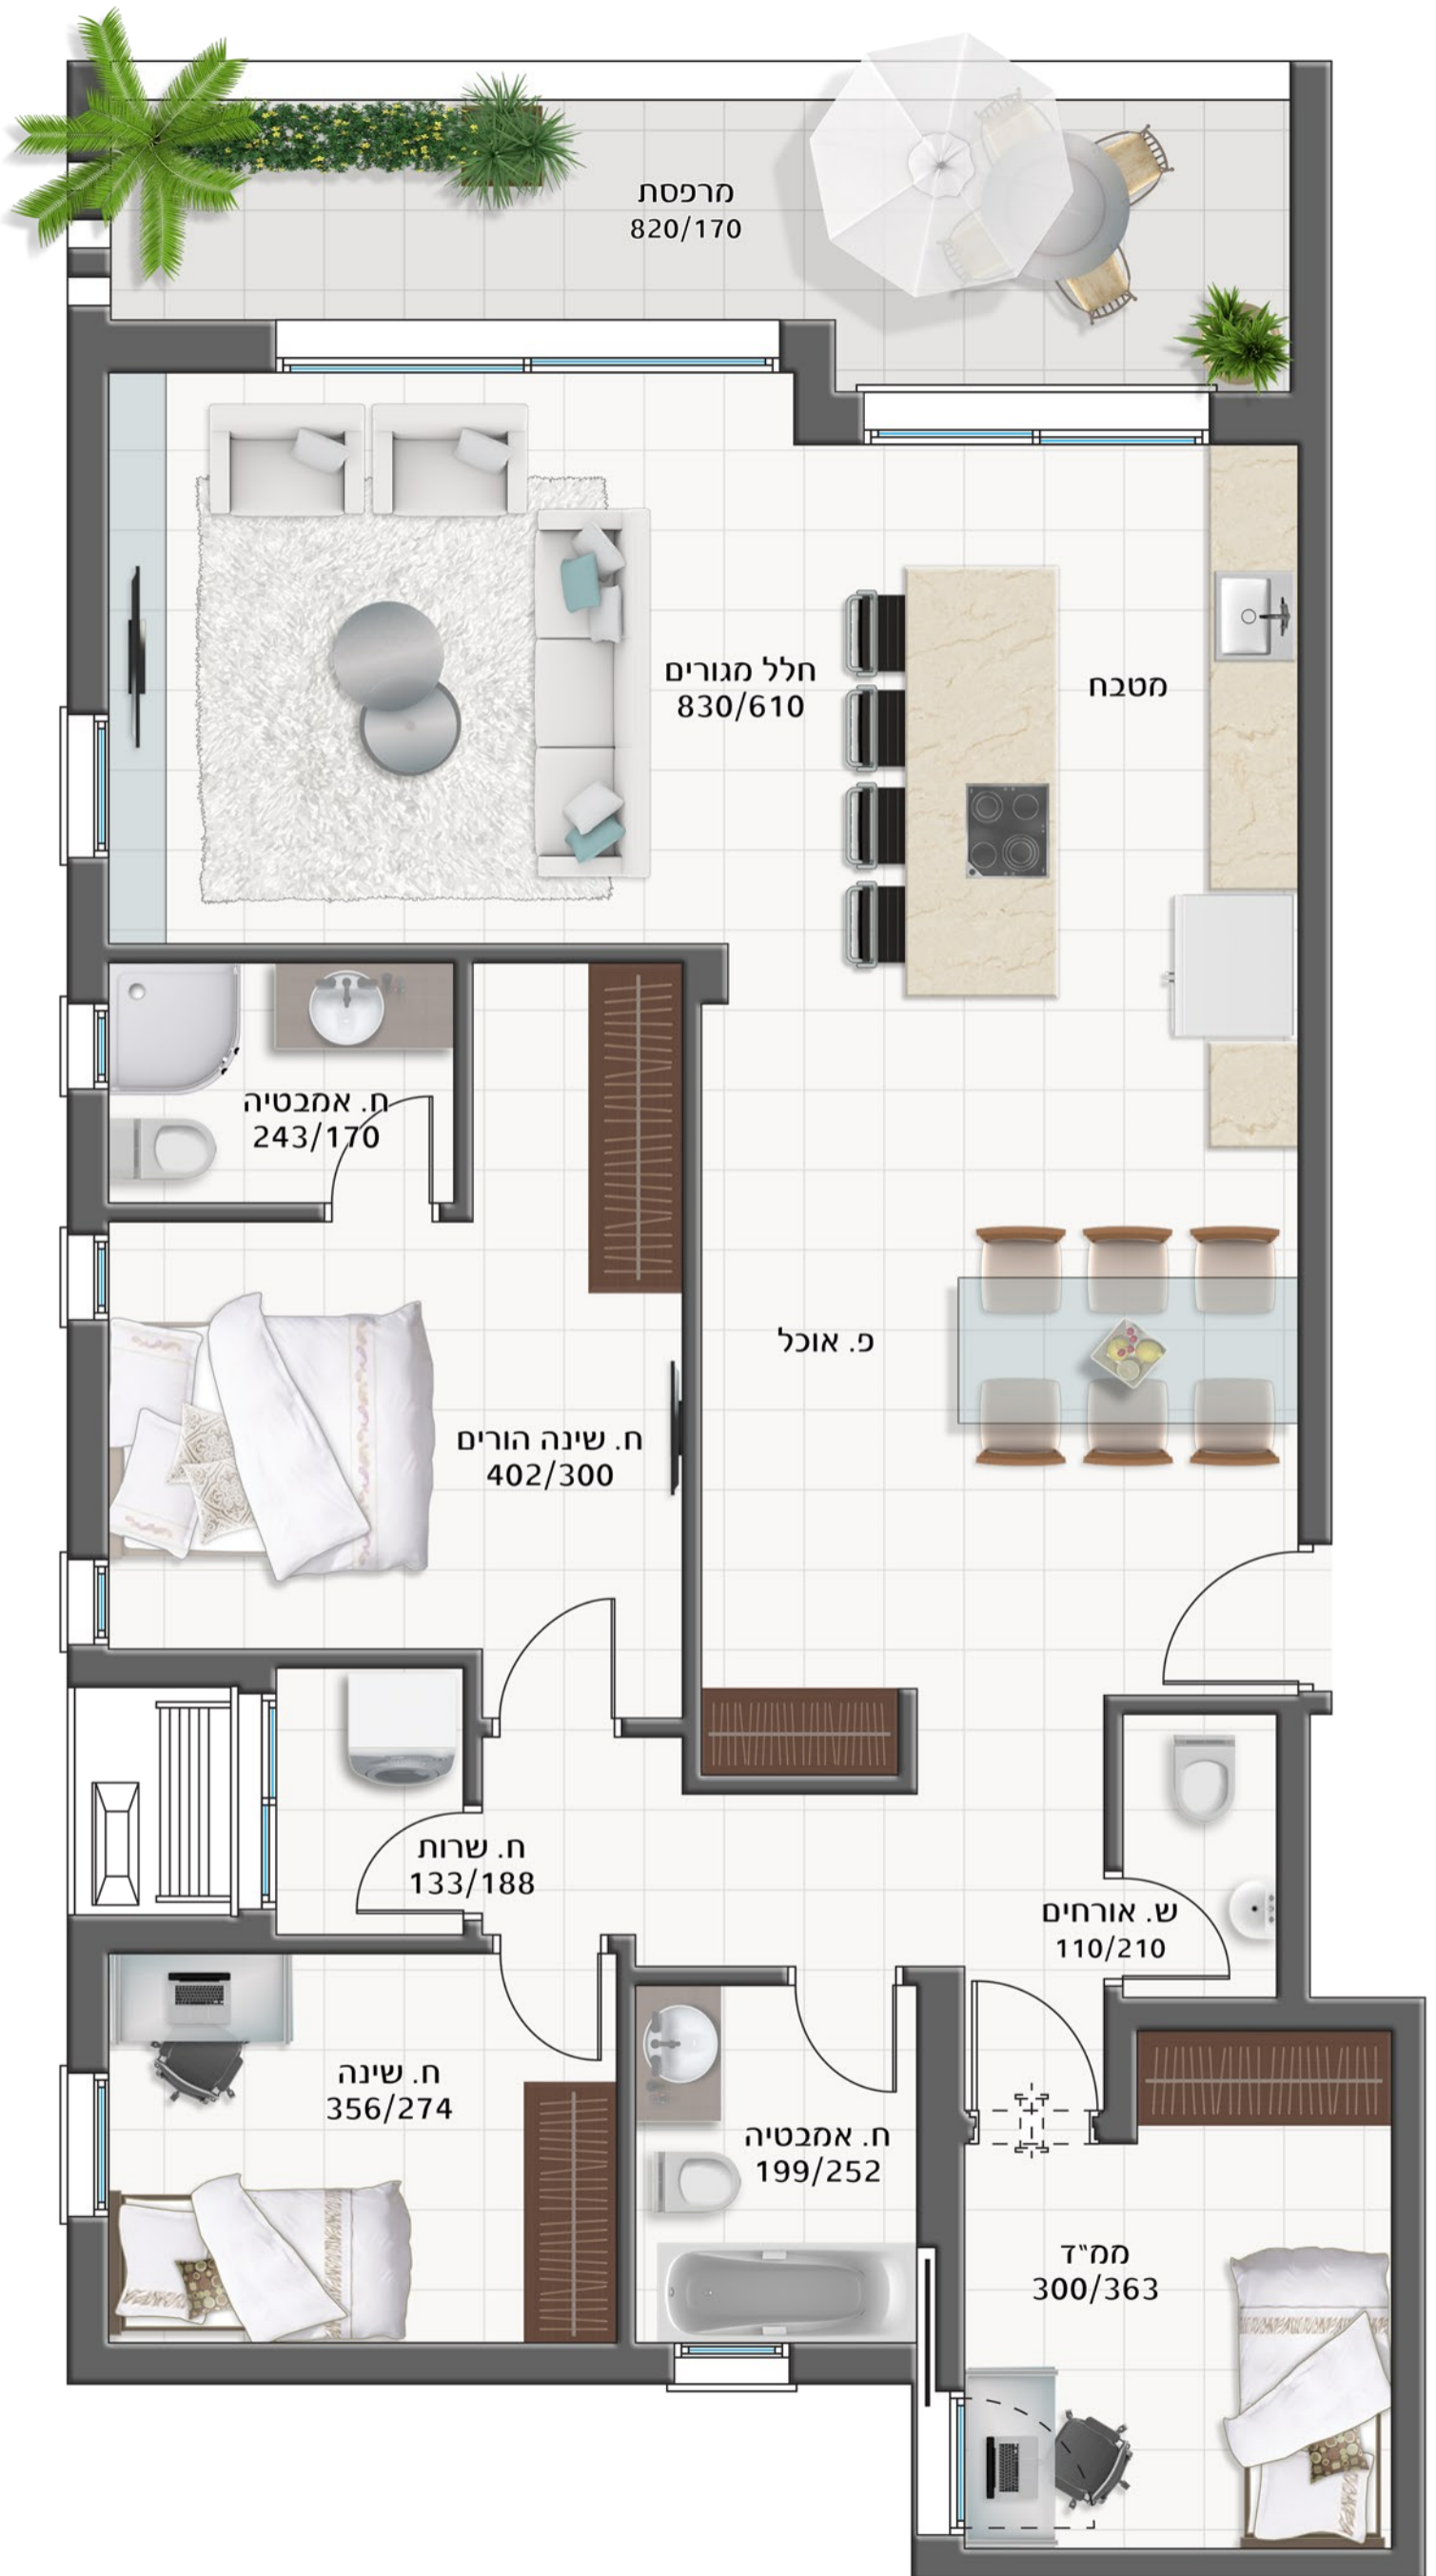 מרפסת
820/170
חלל מגורים
830/610
מטבח
ח. אמבטיה
243/170
פ. אוכל
ח. שינה הורים
402/300
ח. שרות
133/188
ש. אורחים
110/210
ח. שינה
356/274
ח. אמבטיה
199/252
ממ״ד
300/363